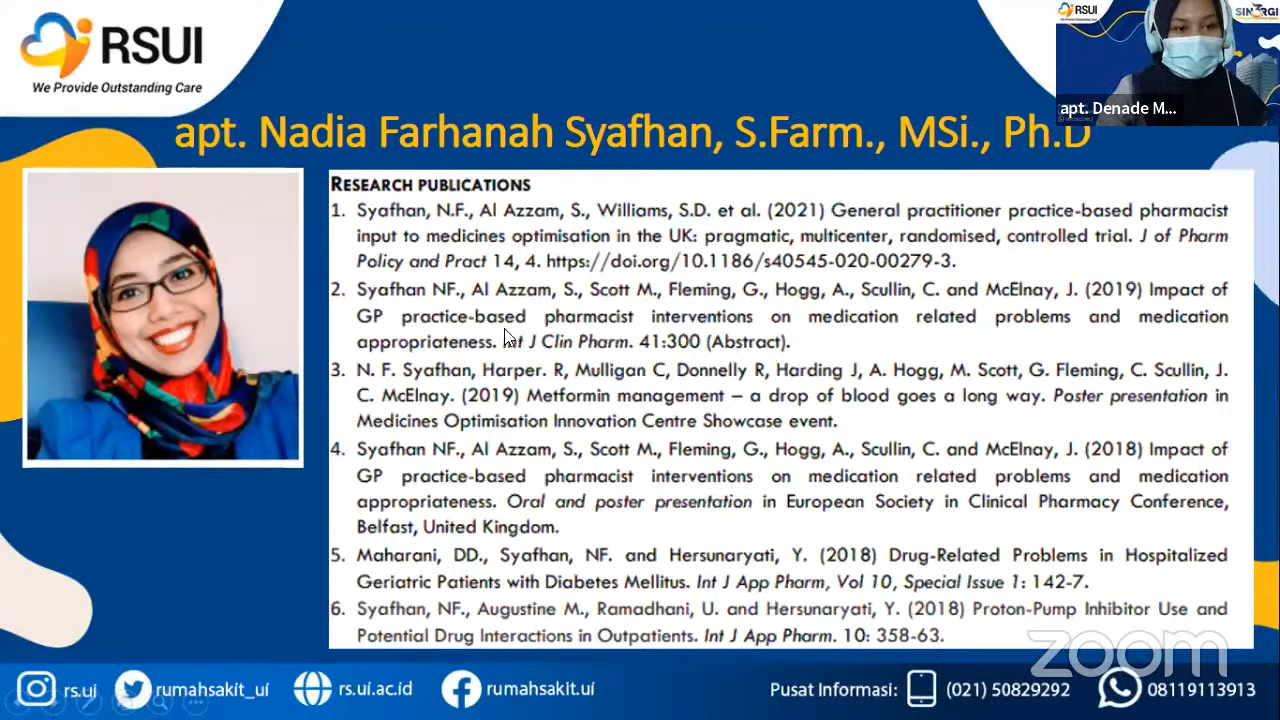 RSUI
We Provide Outstanding Care
RSUI
apt. Denade M...
apt. Nadia Farhanah Syafhan, S.Farm., MSi., Ph.D
RESEARCH PUBLICATIONS
1. Syafhan, N.F., Al Azzam, S., Williams, S.D. et al. (2021) General practitioner practice-based pharmacist
input to medicines optimisation in the UK: pragmatic, multicenter, randomised, controlled trial. J of Pharm
Policy and Pract 14, 4. https://doi.org/10.1186/s40545-020-00279-3.
2. Syafhan NF., Al Azzam, S., Scott M., Fleming, G., Hogg, A., Scullin, C. and McElnay, J. (2019) Impact of
GP practice-based pharmacist interventions on medication related problems and medication
appropriateness. Int J Clin Pharm. 41:300 (Abstract).
3. N. F. Syafhan, Harper. R, Mulligan C, Donnelly R, Harding J, A. Hogg, M. Scott, G. Fleming, C. Scullin, J.
C. McElnay. (2019) Metformin management – a drop of blood goes a long way. Poster presentation in
Medicines Optimisation Innovation Centre Showcase event.
4. Syafhan NF., Al Azzam, S., Scott M., Fleming, G., Hogg, A., Scullin, C. and McElnay, J. (2018) Impact of
GP practice-based pharmacist interventions on medication related problems and medication
appropriateness. Oral and poster presentation in European Society in Clinical Pharmacy Conference,
Belfast, United Kingdom.
5. Maharani, DD., Syafhan, NF. and Hersunaryati, Y. (2018) Drug-Related Problems in Hospitalized
Geriatric Patients with Diabetes Mellitus. Int J App Pharm, Vol 10, Special Issue 1: 142-7.
6. Syafhan, NF., Augustine M., Ramadhani, U. and Hersunaryati, Y. (2018) Proton-Pump Inhibitor Use and
Potential Drug Interactions in Outpatients. Int J App Pharm. 10: 358-63.
zoom
rs.ui
rumahsakit_ui
rs.ui.ac.id
rumahsakit.ui
Pusat Informasi:
(021) 50829292
08119113913